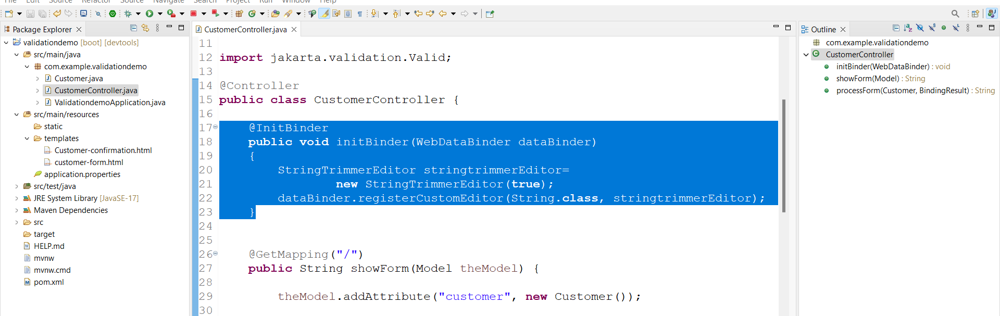 File Edit Source Refactor Source Navigate Search Project Run Window Help
Package Explorer
validationdemo [boot] [devtools]
src/main/java
com.example.validationdemo
Customer.java
CustomerController.java
ValidationdemoApplication.java
src/main/resources
static
templates
Customer-confirmation.html
customer-form.html
application.properties
src/test/java
JRE System Library [JavaSE-17]
Maven Dependencies
src
target
HELP.md
mvnw
mvnw.cmd
pom.xml
CustomerController.java
11
12 import jakarta.validation.Valid;
13
14 @Controller
15 public class CustomerController {
16
17 @InitBinder
18 public void initBinder(WebDataBinder dataBinder)
19 {
20 StringTrimmerEditor stringtrimmerEditor=
21 new StringTrimmerEditor(true);
22 dataBinder.registerCustomEditor(String.class, stringtrimmerEditor);
23 }
24
25
26 @GetMapping("/")
27 public String showForm(Model theModel) {
28
29 theModel.addAttribute("customer", new Customer());
30
Outline
com.example.validationdemo
CustomerController
initBinder(WebDataBinder) : void
showForm(Model) : String
processForm(Customer, BindingResult) : String